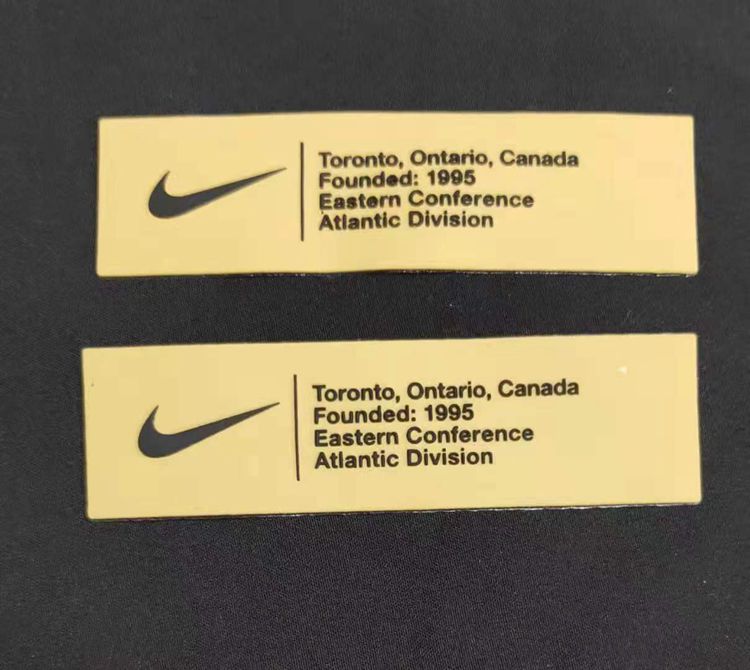 Toronto, Ontario, Canada
Founded: 1995
Eastern Conference
Atlantic Division
Toronto, Ontario, Canada
Founded: 1995
Eastern Conference
Atlantic Division